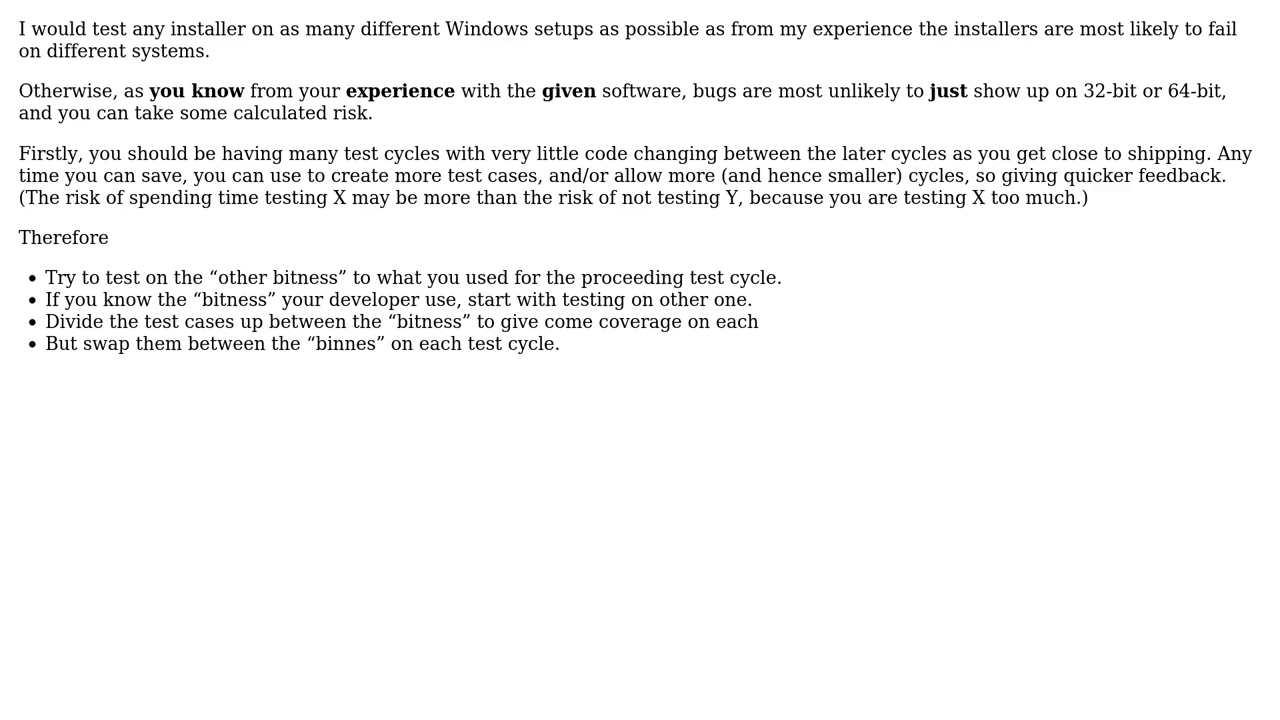 I would test any installer on as many different Windows setups as possible as from my experience the installers are most likely to fail
on different systems.
Otherwise, as you know from your experience with the given software, bugs are most unlikely to just show up on 32-bit or 64-bit,
and you can take some calculated risk.
Firstly, you should be having many test cycles with very little code changing between the later cycles as you get close to shipping. Any
time you can save, you can use to create more test cases, and/or allow more (and hence smaller) cycles, so giving quicker feedback.
(The risk of spending time testing X may be more than the risk of not testing Y, because you are testing X too much.)
Therefore
• Try to test on the “other bitness” to what you used for the proceeding test cycle.
• If you know the “bitness” your developer use, start with testing on other one.
• Divide the test cases up between the “bitness” to give come coverage on each
• But swap them between the “binnes” on each test cycle.